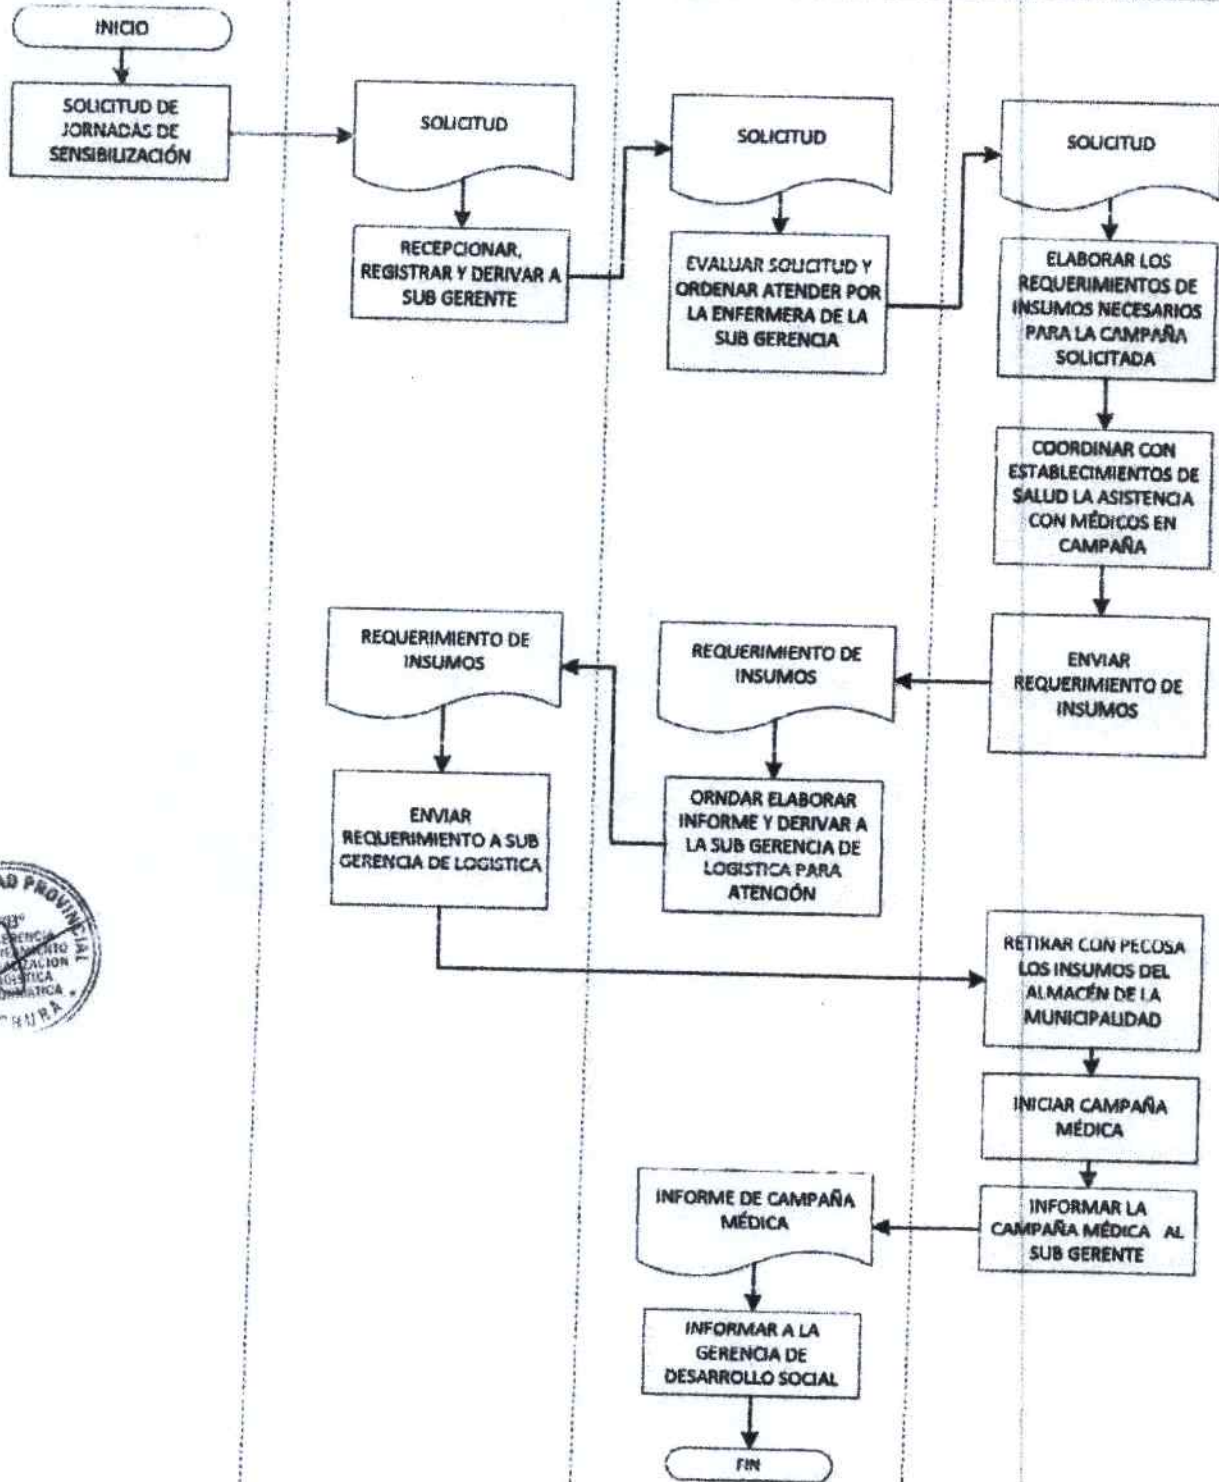 INICIO
SOLICITUD DE
JORNADAS DE
SENSIBILIZACIÓN
SOLICITUD
RECEPCIONAR,
REGISTRAR Y DERIVAR A
SUB GERENTE
SOLICITUD
EVALUAR SOLICITUD Y
ORDENAR ATENDER POR
LA ENFERMERA DE LA
SUB GERENCIA
SOLICITUD
ELABORAR LOS
REQUERIMIENTOS DE
INSUMOS NECESARIOS
PARA LA CAMPAÑA
SOLICITADA
COORDINAR CON
ESTABLECIMIENTOS DE
SALUD LA ASISTENCIA
CON MÉDICOS EN
CAMPAÑA
ENVIAR
REQUERIMIENTO DE
INSUMOS
REQUERIMIENTO DE
INSUMOS
ORNDAR ELABORAR
INFORME Y DERIVAR A
LA SUB GERENCIA DE
LOGISTICA PARA
ATENCIÓN
REQUERIMIENTO DE
INSUMOS
ENVIAR
REQUERIMIENTO A SUB
GERENCIA DE LOGISTICA
RETIRAR CON PECOSA
LOS INSUMOS DEL
ALMACÉN DE LA
MUNICIPALIDAD
INICIAR CAMPAÑA
MÉDICA
INFORMAR LA
CAMPAÑA MÉDICA AL
SUB GERENTE
INFORME DE CAMPAÑA
MÉDICA
INFORMAR A LA
GERENCIA DE
DESARROLLO SOCIAL
FIN
AD PROVINCIAL